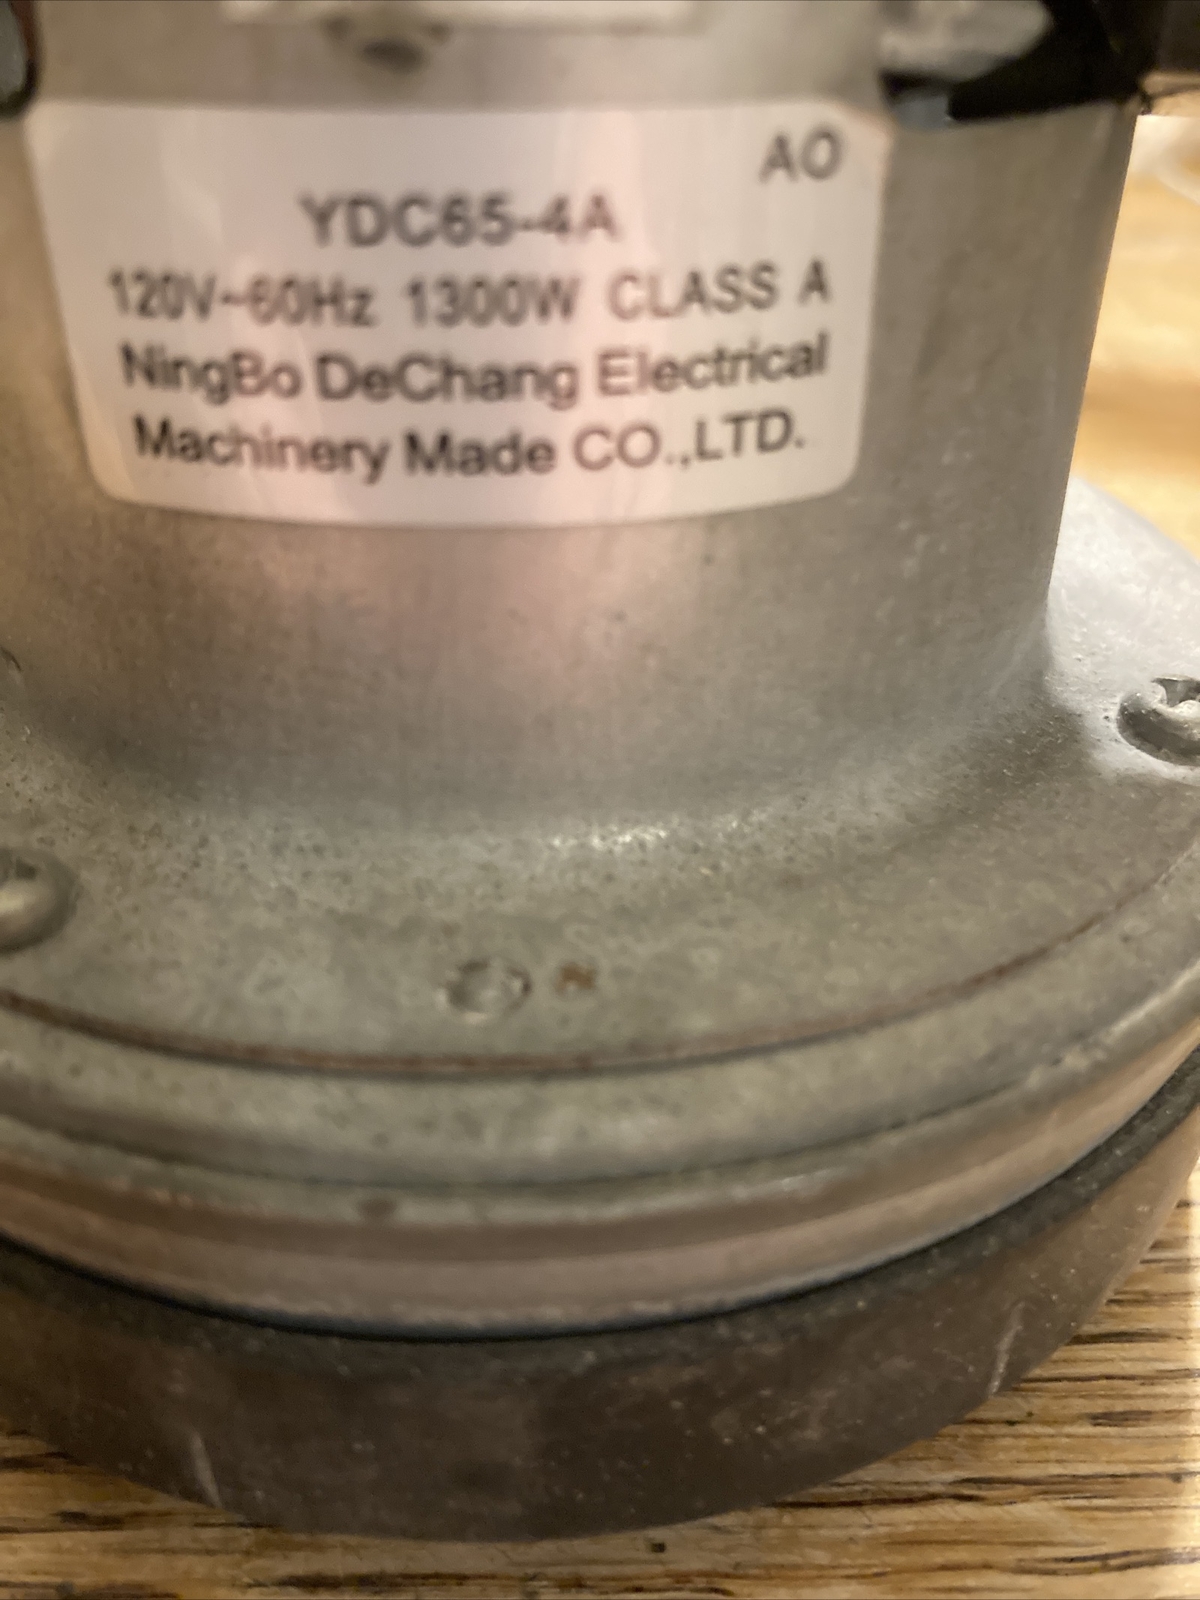 AO
YDC65-4A
120V~60Hz 1300W CLASS A
NingBo DeChang Electrical
Machinery Made CO.,LTD.